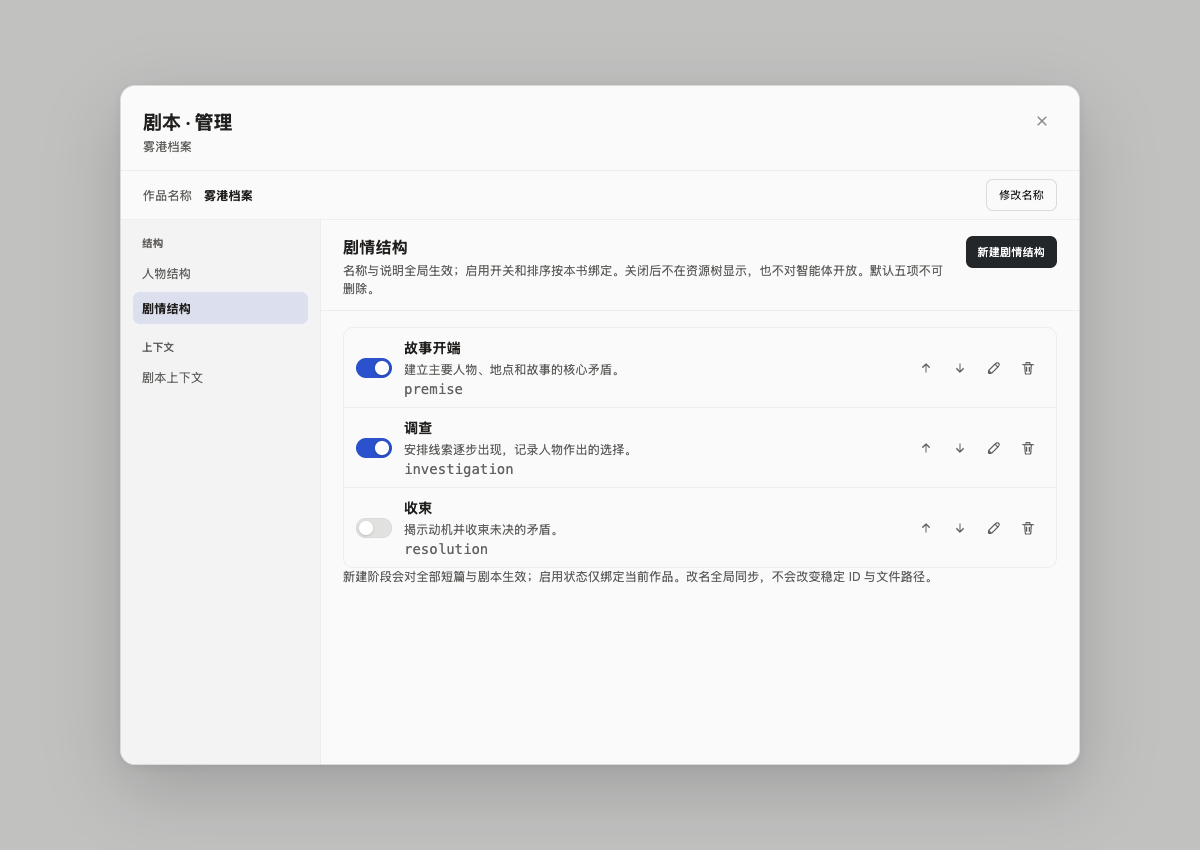 剧本 · 管理
雾港档案
作品名称 雾港档案
修改名称
结构
人物结构
剧情结构
上下文
剧本上下文
剧情结构
名称与说明全局生效；启用开关和排序按本书绑定。关闭后不在资源树显示，也不对智能体开放。默认五项不可
删除。
新建剧情结构
故事开端
建立主要人物、地点和故事的核心矛盾。
premise
调查
安排线索逐步出现，记录人物作出的选择。
investigation
收束
揭示动机并收束未决的矛盾。
resolution
新建阶段会对全部短篇与剧本生效；启用状态仅绑定当前作品。改名全局同步，不会改变稳定 ID 与文件路径。